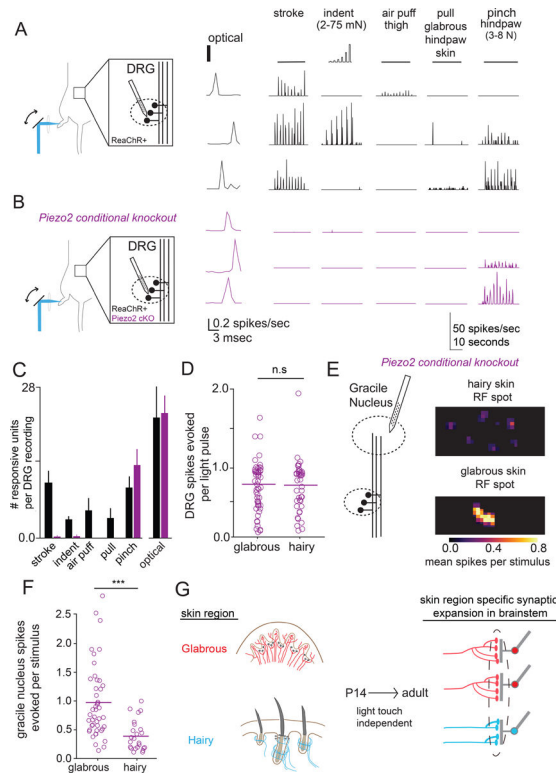 A
DRG
ReaChR+
optical
stroke
indent
(2-75 mN)
air puff
thigh
pull
glabrous
hindpaw
skin
pinch
hindpaw
(3-8 N)
B
Piezo2 conditional knockout
DRG
ReaChR+
Piezo2 cKO
0.2 spikes/sec
3 msec
50 spikes/sec
10 seconds
C
# responsive units
per DRG recording
28
0.0
stroke
indent
air puff
pull
pinch
optical
D
n.s
DRG spikes evoked
per light pulse
2.0
1.0
0.0
glabrous
hairy
E
Piezo2 conditional knockout
Gracile
Nucleus
hairy skin
RF spot
glabrous skin
RF spot
0.0
0.4
0.8
mean spikes per stimulus
F
***
gracile nucleus spikes
evoked per stimulus
2.5
2.0
1.5
1.0
0.5
0.0
glabrous
hairy
G
skin region
Glabrous
Hairy
P14
adult
light touch
independent
skin region specific synaptic
expansion in brainstem